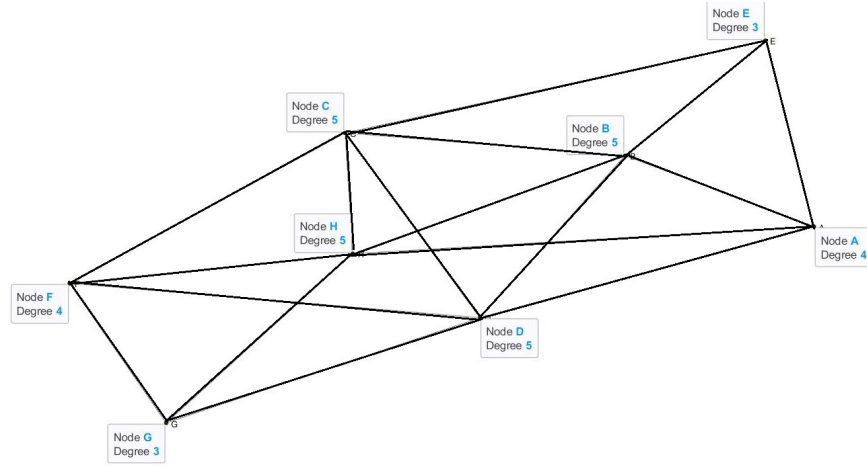 Node E
Degree 3
E
Node C
Degree 5
Node B
Degree 5
Node H
Degree 5
Node A
Degree 4
Node F
Degree 4
Node D
Degree 5
G
Node G
Degree 3